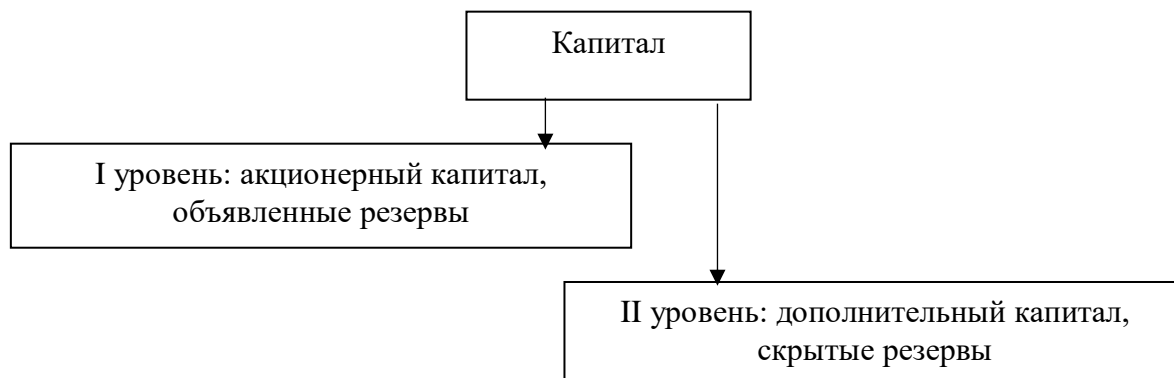 Капитал
I уровень: акционерный капитал,
объявленные резервы
II уровень: дополнительный капитал,
скрытые резервы